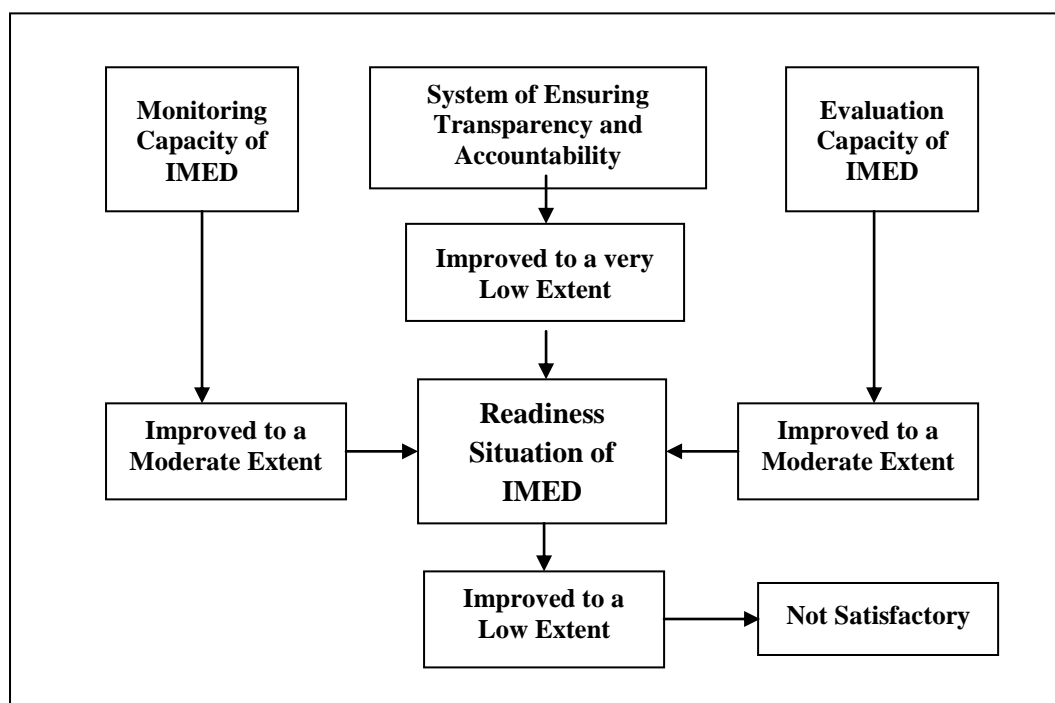 Monitoring
Capacity of
IMED
System of Ensuring
Transparency and
Accountability
Evaluation
Capacity of
IMED
Improved to a very
Low Extent
Improved to a
Moderate Extent
Readiness
Situation of
IMED
Improved to a
Moderate Extent
Improved to a
Low Extent
Not Satisfactory